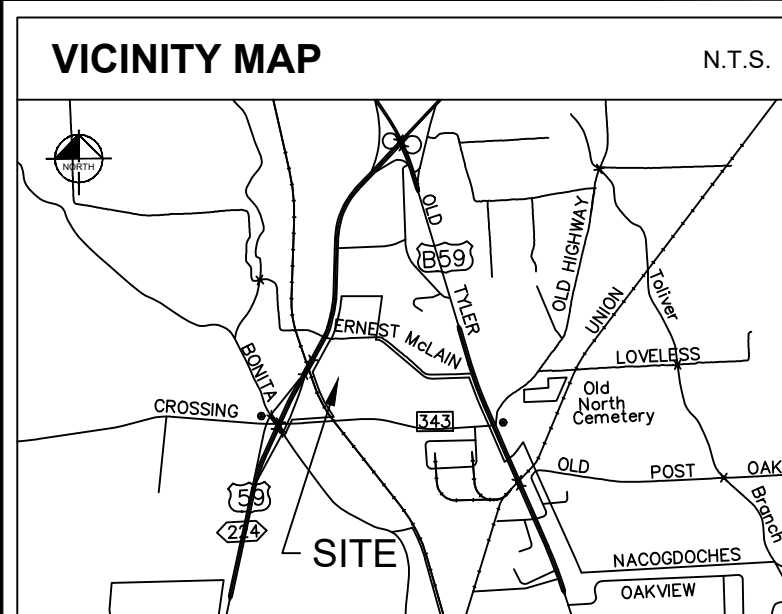 VICINITY MAP
N.T.S.
NORTH
OLD
B59
OLD HIGHWAY
TYLER
UNION
Toliver
ERNEST McLAIN
BONITA
LOVELESS
CROSSING
343
Old
North
Cemetery
OLD
POST
OAK
59
224
Branch
SITE
NACOGDOCHES
OAKVIEW